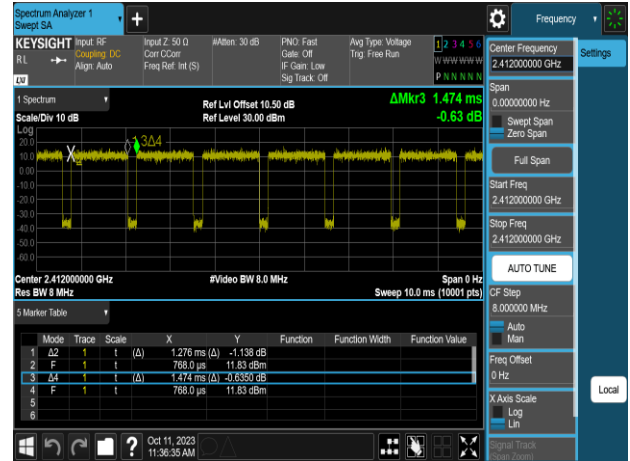 Spectrum Analyzer 1
Swept SA
Frequency
KEYSIGHT
RL
LXI
Input: RF
Coupling: DC
Align: Auto
Input Z: 50 Ω
Corr CCorr
Freq Ref: Int (S)
#Atten: 30 dB
PNO: Fast
Gate: Off
IF Gain: Low
Sig Track: Off
Avg Type: Voltage
Trig: Free Run
1 2 3 4 5 6
W W W W W W
P N N N N N
1 Spectrum
Scale/Div 10 dB
Ref Lvl Offset 10.50 dB
Ref Level 30.00 dBm
ΔMkr3 1.474 ms
-0.63 dB
Log
20.0
10.0
0.00
-10.0
-20.0
-30.0
-40.0
-50.0
-60.0
3Δ4
Center 2.412000000 GHz
#Video BW 8.0 MHz
Span 0 Hz
Res BW 8 MHz
Sweep 10.0 ms (10001 pts)
5 Marker Table
Mode Trace Scale X Y Function Function Width Function Value
1 Δ2 1 t (Δ) 1.276 ms (Δ) -1.138 dB
2 F 1 t 768.0 µs 11.83 dBm
3 Δ4 1 t (Δ) 1.474 ms (Δ) -0.6350 dB
4 F 1 t 768.0 µs 11.83 dBm
5
6
Oct 11, 2023
11:36:35 AM
Center Frequency
2.412000000 GHz
Settings
Span
0.00000000 Hz
Swept Span
Zero Span
Full Span
Start Freq
2.412000000 GHz
Stop Freq
2.412000000 GHz
AUTO TUNE
CF Step
8.000000 MHz
Auto
Man
Freq Offset
0 Hz
X Axis Scale
Log
Lin
Local
Signal Track
(Span Zoom)